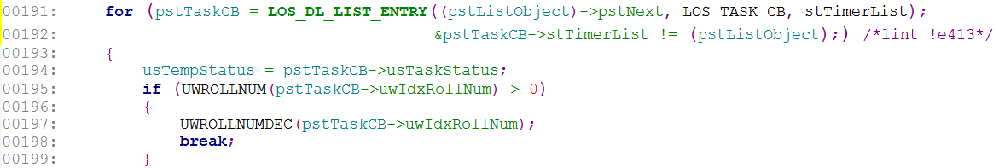 00191:     for (pstTaskCB = LOS_DL_LIST_ENTRY((pstListObject)->pstNext, LOS_TASK_CB, stTimerList);
00192:                                        &pstTaskCB->stTimerList != (pstListObject);) /*lint !e413*/
00193:     {
00194:         usTempStatus = pstTaskCB->usTaskStatus;
00195:         if (UWROLLNUM(pstTaskCB->uwIdxRollNum) > 0)
00196:         {
00197:             UWROLLNUMDEC(pstTaskCB->uwIdxRollNum);
00198:             break;
00199:         }